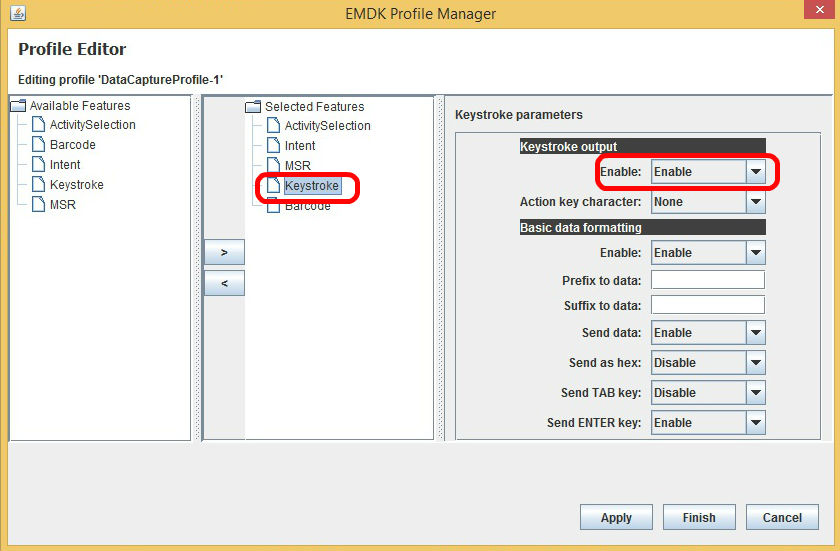 EMDK Profile Manager
x
Profile Editor
Editing profile 'DataCaptureProfile-1'
Available Features
ActivitySelection
Barcode
Intent
Keystroke
MSR
>
<
Selected Features
ActivitySelection
Intent
MSR
Keystroke
Barcode
Keystroke parameters
Keystroke output
Enable: Enable
Action key character: None
Basic data formatting
Enable: Enable
Prefix to data:
Suffix to data:
Send data: Enable
Send as hex: Disable
Send TAB key: Disable
Send ENTER key: Enable
Apply Finish Cancel